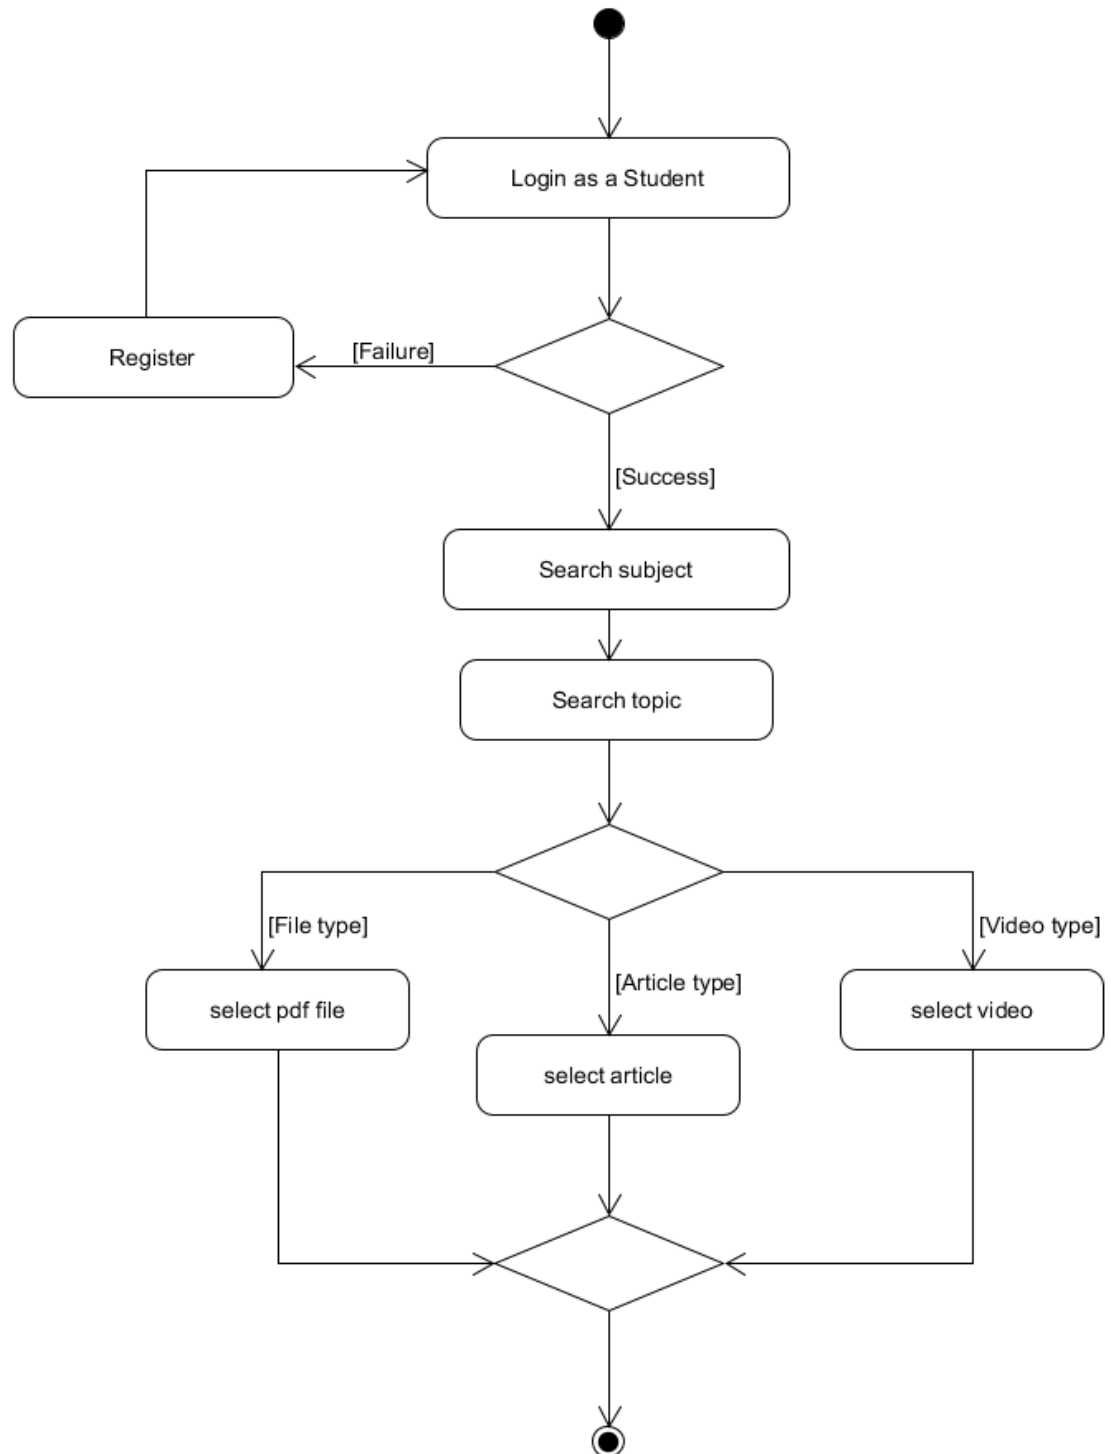 Login as a Student
[Failure]
Register
[Success]
Search subject
Search topic
[File type]
[Video type]
[Article type]
select pdf file
select video
select article